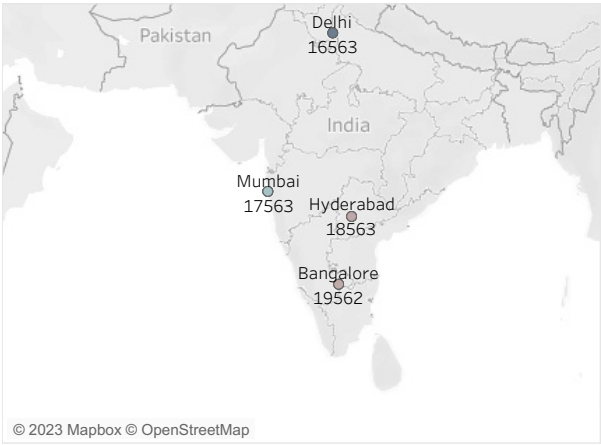 Delhi
16563
Pakistan
India
Mumbai
17563
Hyderabad
18563
Bangalore
19562
© 2023 Mapbox © OpenStreetMap